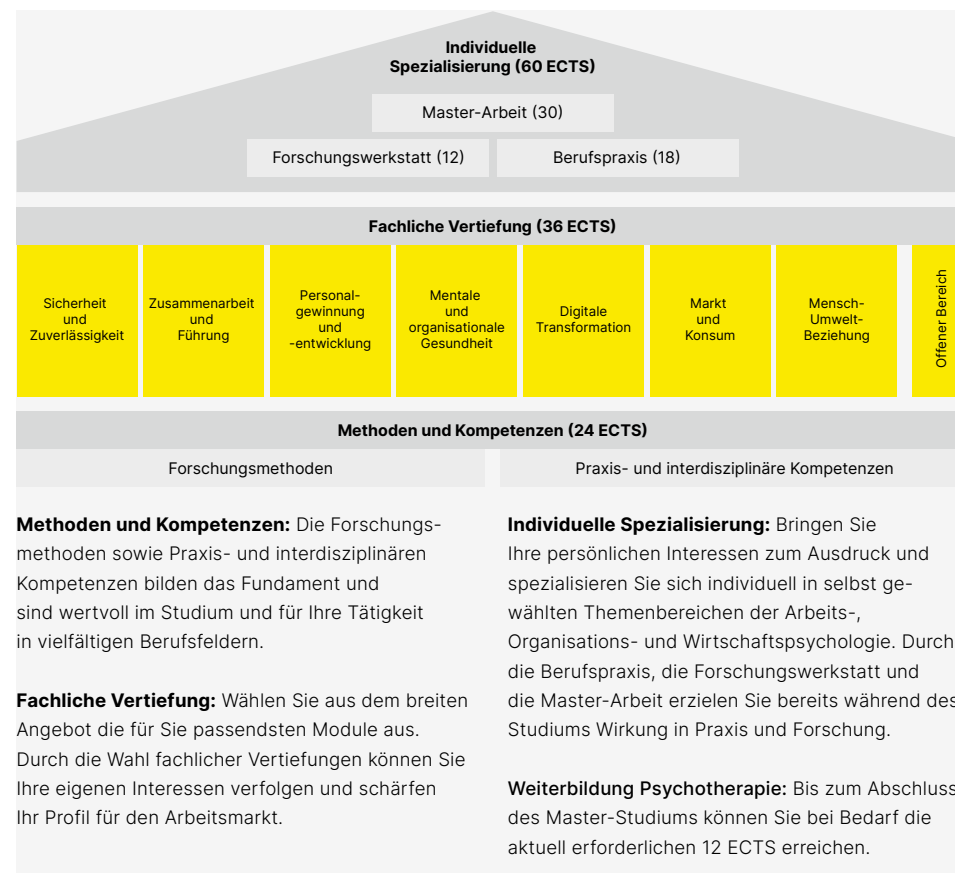 Individuelle
Spezialisierung (60 ECTS)
Master-Arbeit (30)
Forschungswerkstatt (12)
Berufspraxis (18)
Fachliche Vertiefung (36 ECTS)
Sicherheit
und
Zuverlässigkeit
Zusammenarbeit
und
Führung
Personal-
gewinnung
und
-entwicklung
Mentale
und
organisationale
Gesundheit
Digitale
Transformation
Markt
und
Konsum
Mensch-
Umwelt-
Beziehung
Offener Bereich
Methoden und Kompetenzen (24 ECTS)
Forschungsmethoden
Praxis- und interdisziplinäre Kompetenzen
Methoden und Kompetenzen: Die Forschungs-
methoden sowie Praxis- und interdisziplinären
Kompetenzen bilden das Fundament und
sind wertvoll im Studium und für Ihre Tätigkeit
in vielfältigen Berufsfeldern.
Fachliche Vertiefung: Wählen Sie aus dem breiten
Angebot die für Sie passendsten Module aus.
Durch die Wahl fachlicher Vertiefungen können Sie
Ihre eigenen Interessen verfolgen und schärfen
Ihr Profil für den Arbeitsmarkt.
Individuelle Spezialisierung: Bringen Sie
Ihre persönlichen Interessen zum Ausdruck und
spezialisieren Sie sich individuell in selbst ge-
wählten Themenbereichen der Arbeits-,
Organisations- und Wirtschaftspsychologie. Durch
die Berufspraxis, die Forschungswerkstatt und
die Master-Arbeit erzielen Sie bereits während des
Studiums Wirkung in Praxis und Forschung.
Weiterbildung Psychotherapie: Bis zum Abschluss
des Master-Studiums können Sie bei Bedarf die
aktuell erforderlichen 12 ECTS erreichen.